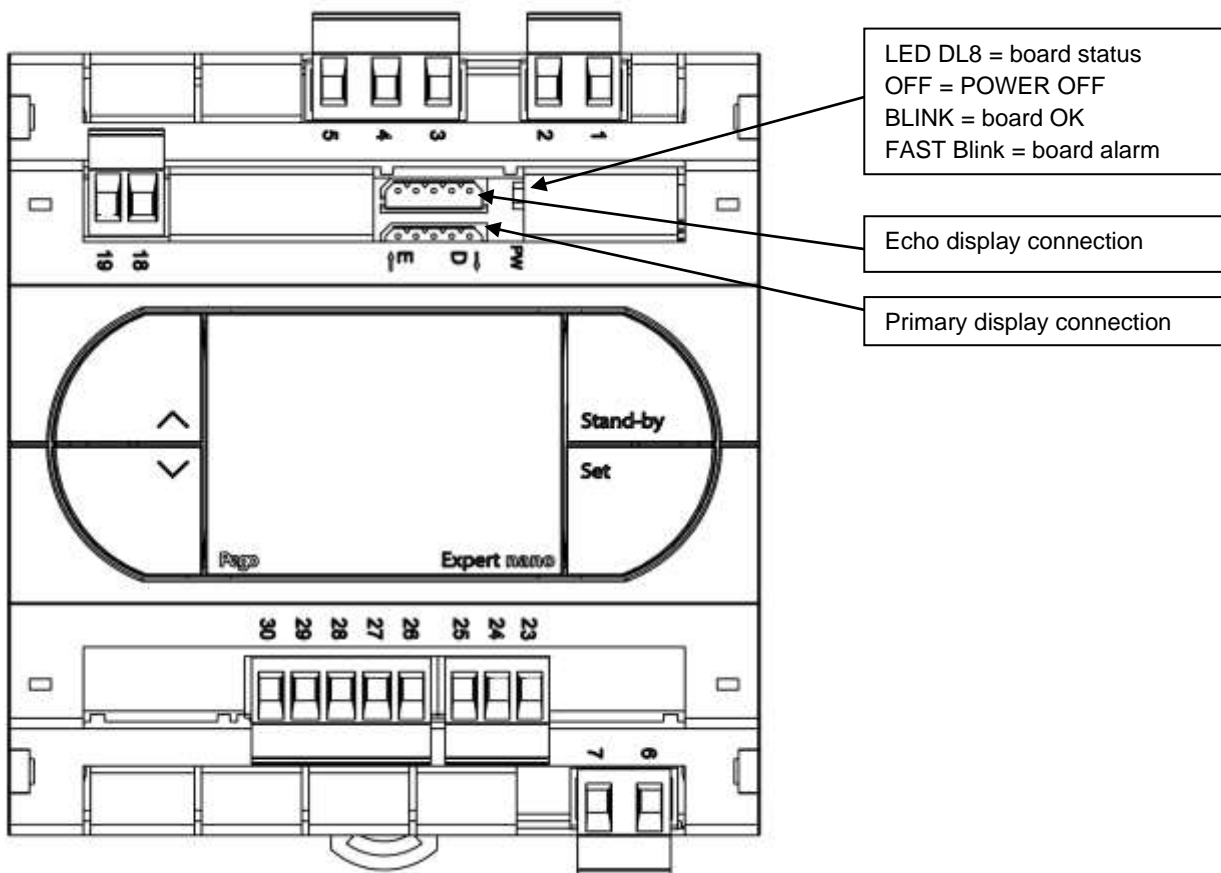 LED DL8 = board status
OFF = POWER OFF
BLINK = board OK
FAST Blink = board alarm
5 4 3 2 1
Echo display connection
19 18
E D PW
Primary display connection
Stand-by
Set
Pego Expert nano
30 29 28 27 26 25 24 23
7 6